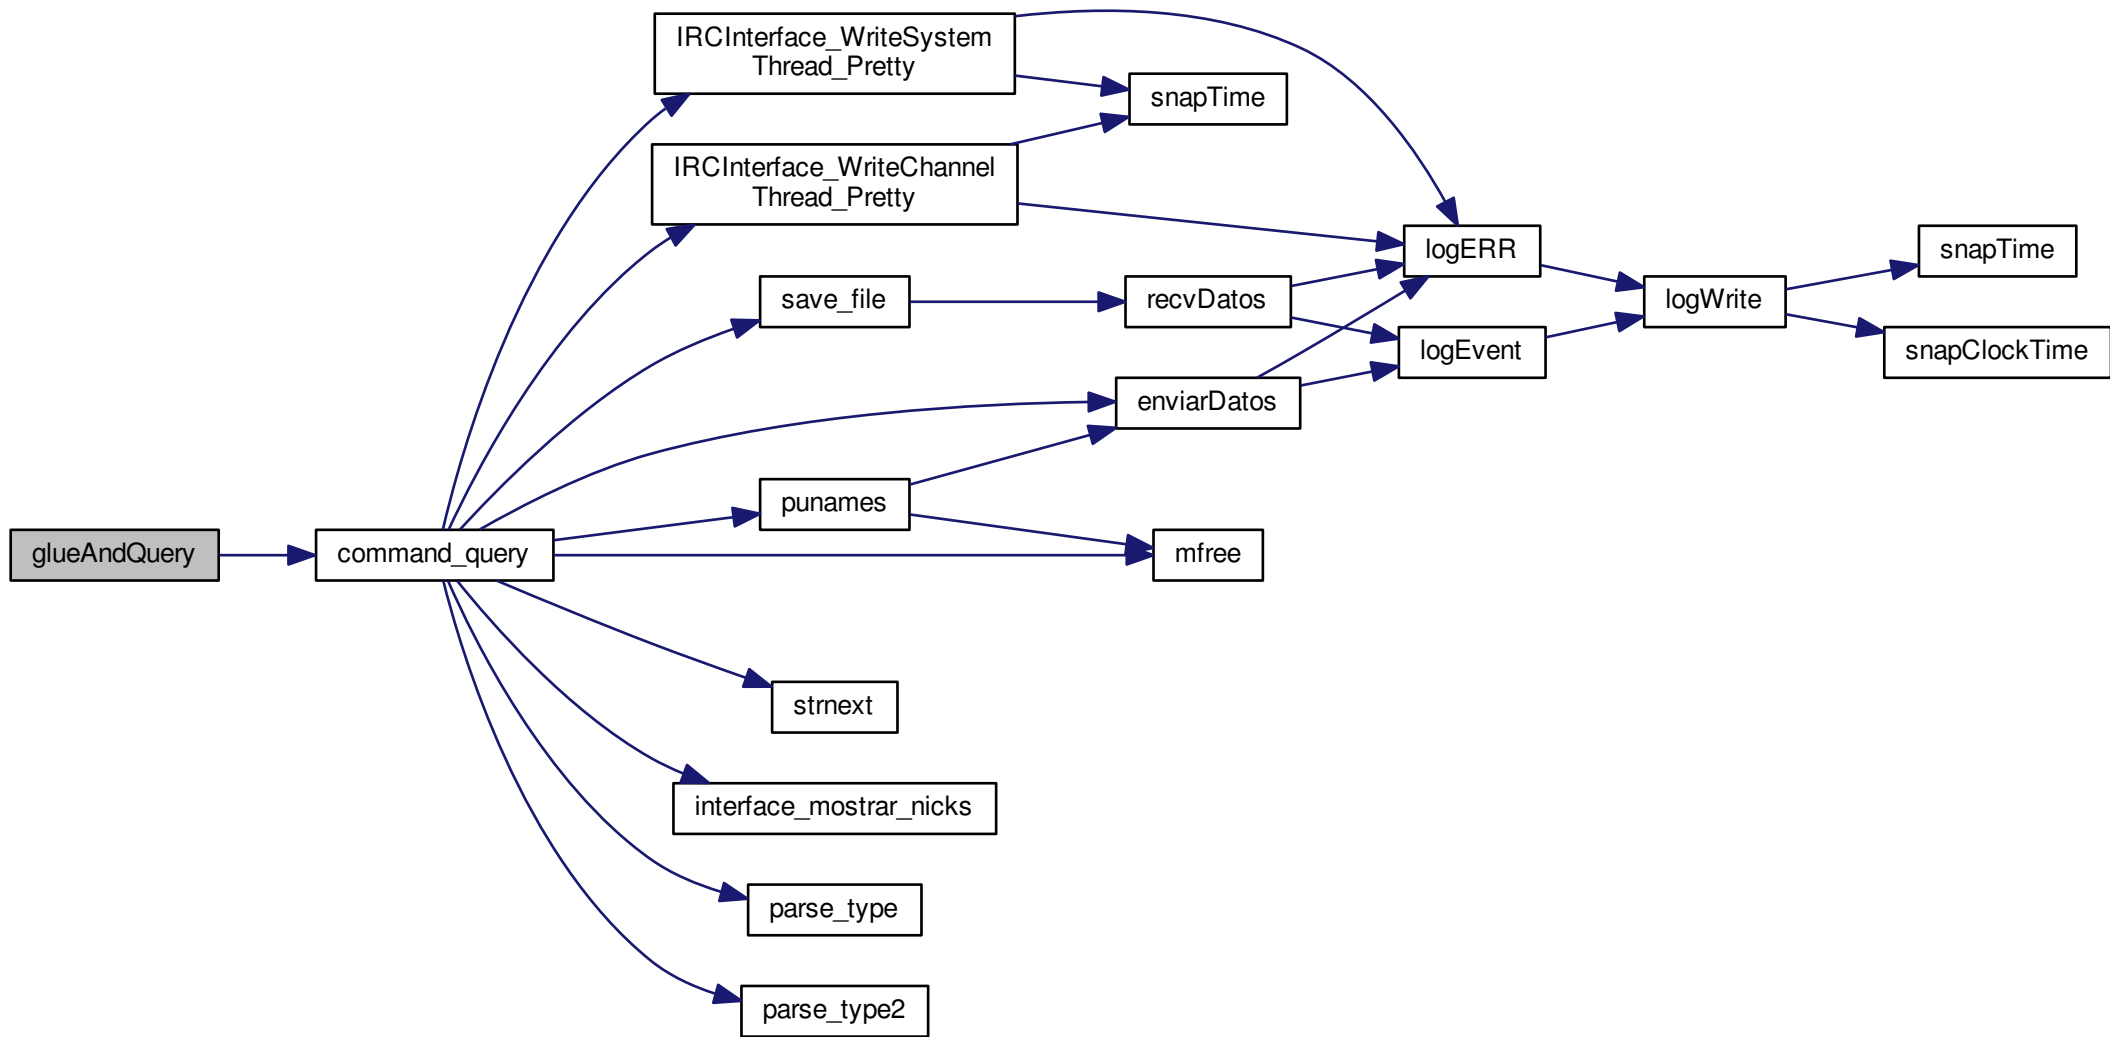 IRCInterface_WriteSystem
Thread_Pretty
snapTime
IRCInterface_WriteChannel
Thread_Pretty
logERR
snapTime
save_file
recvDatos
logWrite
logEvent
snapClockTime
enviarDatos
punames
glueAndQuery
command_query
mfree
strnext
interface_mostrar_nicks
parse_type
parse_type2